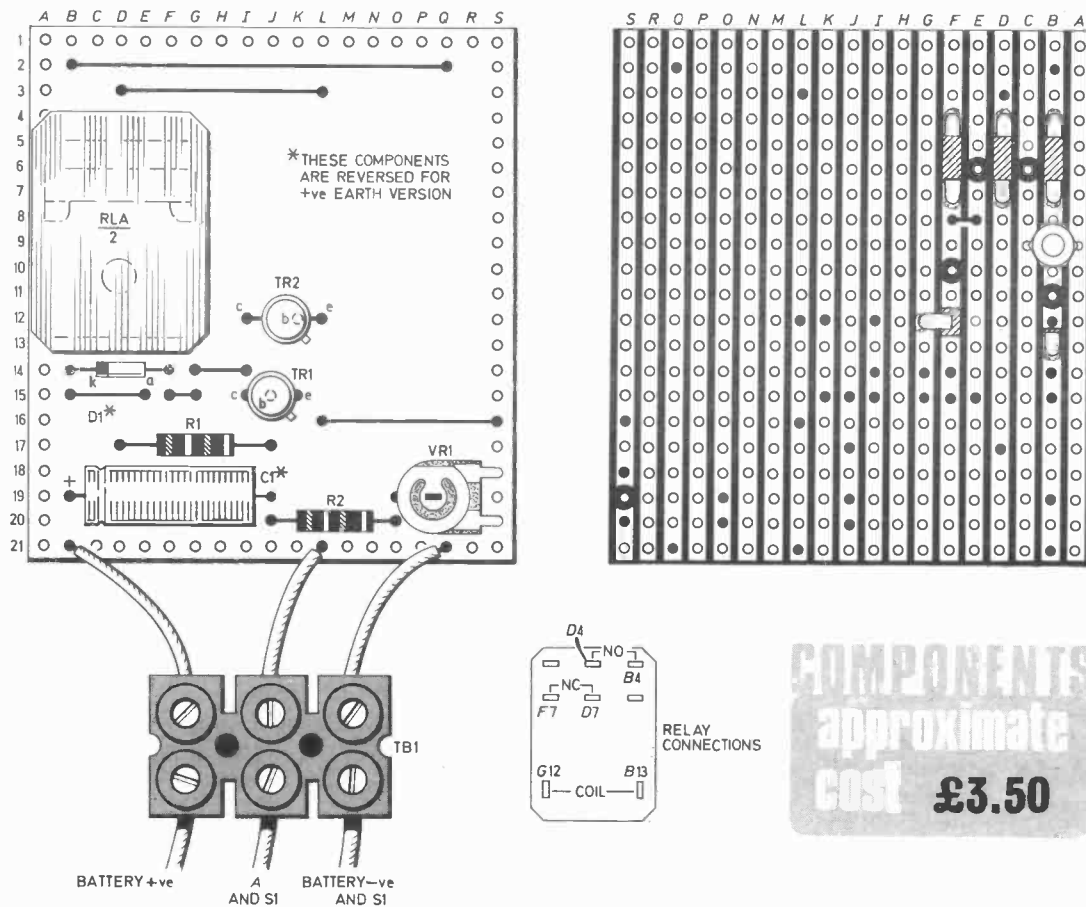 A B C D E F G H I J K L M N O P Q R S
S R Q P O N M L K J I H G F E D C B A
1
2
3
4
5
6
7
8
9
10
11
12
13
14
15
16
17
18
19
20
21
*THESE COMPONENTS
ARE REVERSED FOR
+ve EARTH VERSION
RLA
2
TR2
c b e
k a
TR1
c b e
D1*
R1
VR1
+ C1*
R2
TB1
BATTERY +ve
A
AND S1
BATTERY -ve
AND S1
D4
NO
B4
NC
F7 D7
RELAY
CONNECTIONS
G12 B13
COIL
COMPONENTS
approximate
cost £3.50